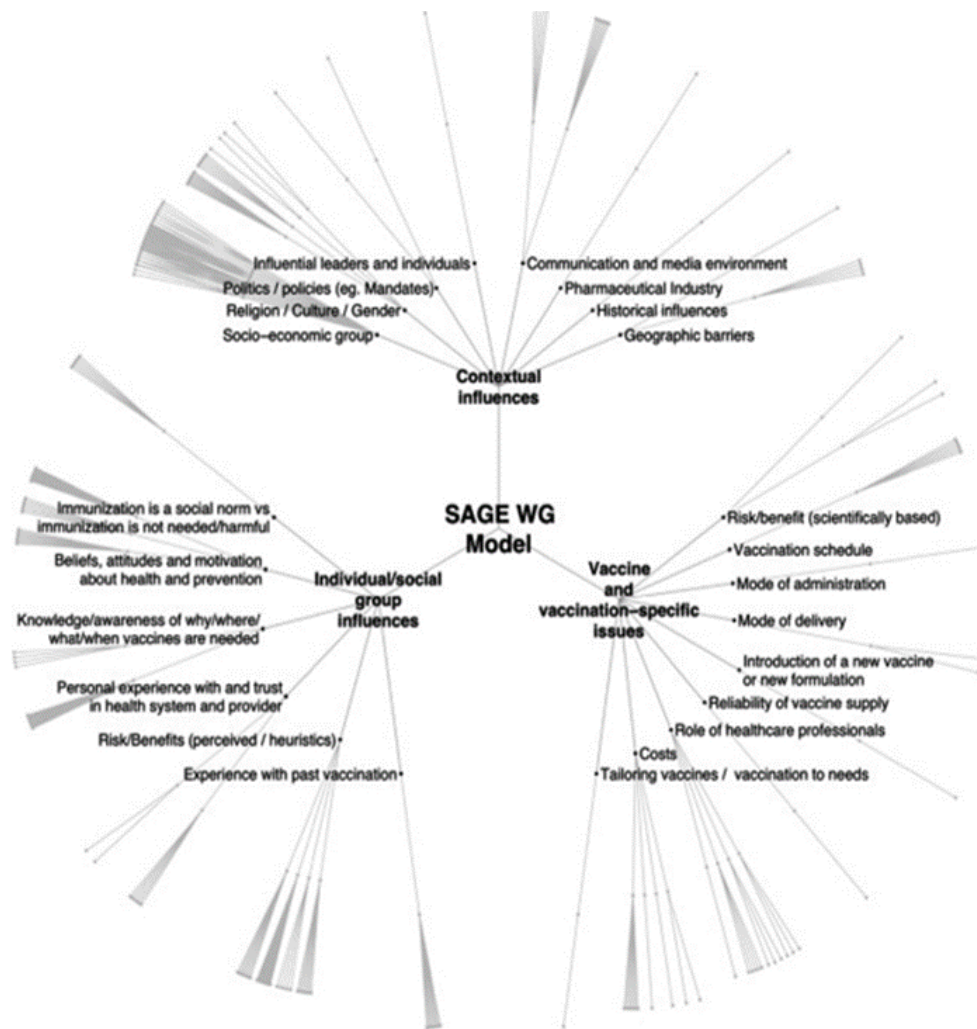 Influential leaders and individuals
Politics / policies (eg. Mandates)
Religion / Culture / Gender
Socio-economic group
Communication and media environment
Pharmaceutical Industry
Historical influences
Geographic barriers
Contextual
influences
SAGE WG
Model
Immunization is a social norm vs
immunization is not needed/harmful
Beliefs, attitudes and motivation
about health and prevention
Knowledge/awareness of why/where/
what/when vaccines are needed
Personal experience with and trust
in health system and provider
Risk/Benefits (perceived / heuristics)
Experience with past vaccination
Individual/social
group
influences
Vaccine
and
vaccination-specific
issues
Risk/benefit (scientifically based)
Vaccination schedule
Mode of administration
Mode of delivery
Introduction of a new vaccine
or new formulation
Reliability of vaccine supply
Role of healthcare professionals
Costs
Tailoring vaccines / vaccination to needs